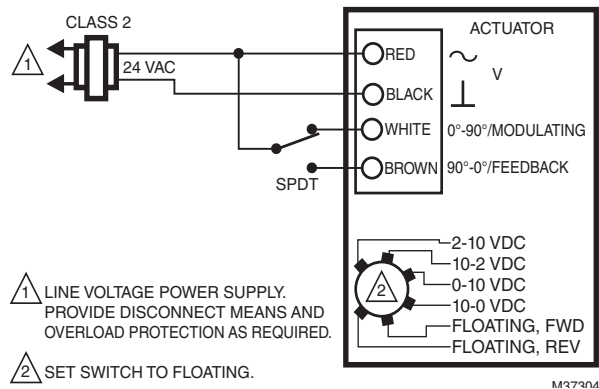 CLASS 2
ACTUATOR
1
24 VAC
RED
V
BLACK
WHITE 0°-90°/MODULATING
BROWN 90°-0°/FEEDBACK
SPDT
2-10 VDC
10-2 VDC
2
0-10 VDC
10-0 VDC
FLOATING, FWD
FLOATING, REV
1 LINE VOLTAGE POWER SUPPLY.
PROVIDE DISCONNECT MEANS AND
OVERLOAD PROTECTION AS REQUIRED.
2 SET SWITCH TO FLOATING.
M37304